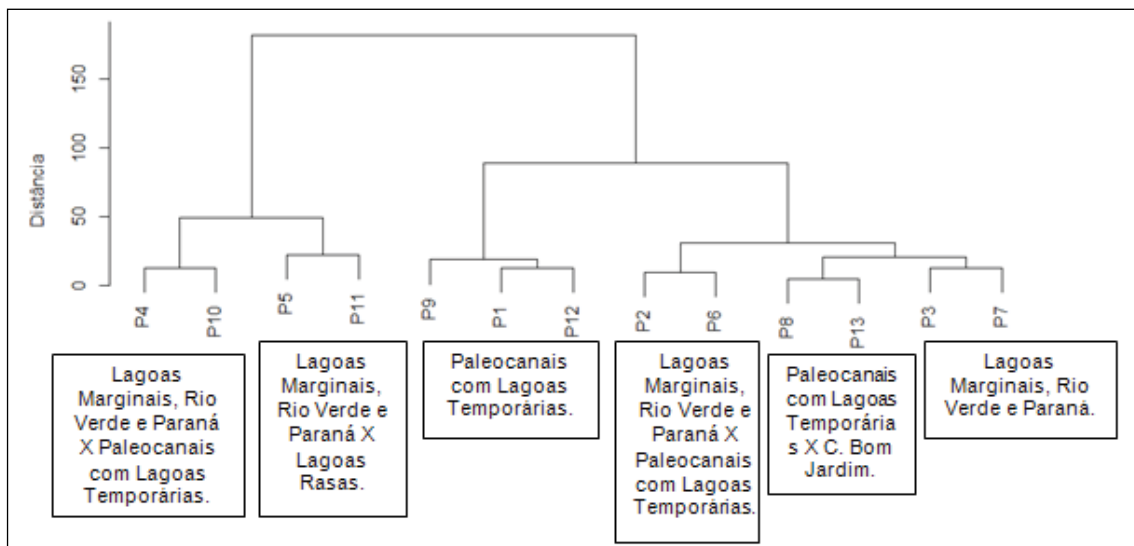 150
100
50
0
Distância
P4
P10
P5
P11
P9
P1
P12
P2
P6
P8
P13
P3
P7
Lagoas
Marginais, Rio
Verde e Paraná
X Paleocanais
com Lagoas
Temporárias.
Lagoas
Marginais,
Rio Verde e
Paraná X
Lagoas
Rasas.
Paleocanais
com Lagoas
Temporárias.
Lagoas
Marginais,
Rio Verde e
Paraná X
Paleocanais
com Lagoas
Temporárias.
Paleocanais
com Lagoas
Temporária
s X C. Bom
Jardim.
Lagoas
Marginais, Rio
Verde e Paraná.